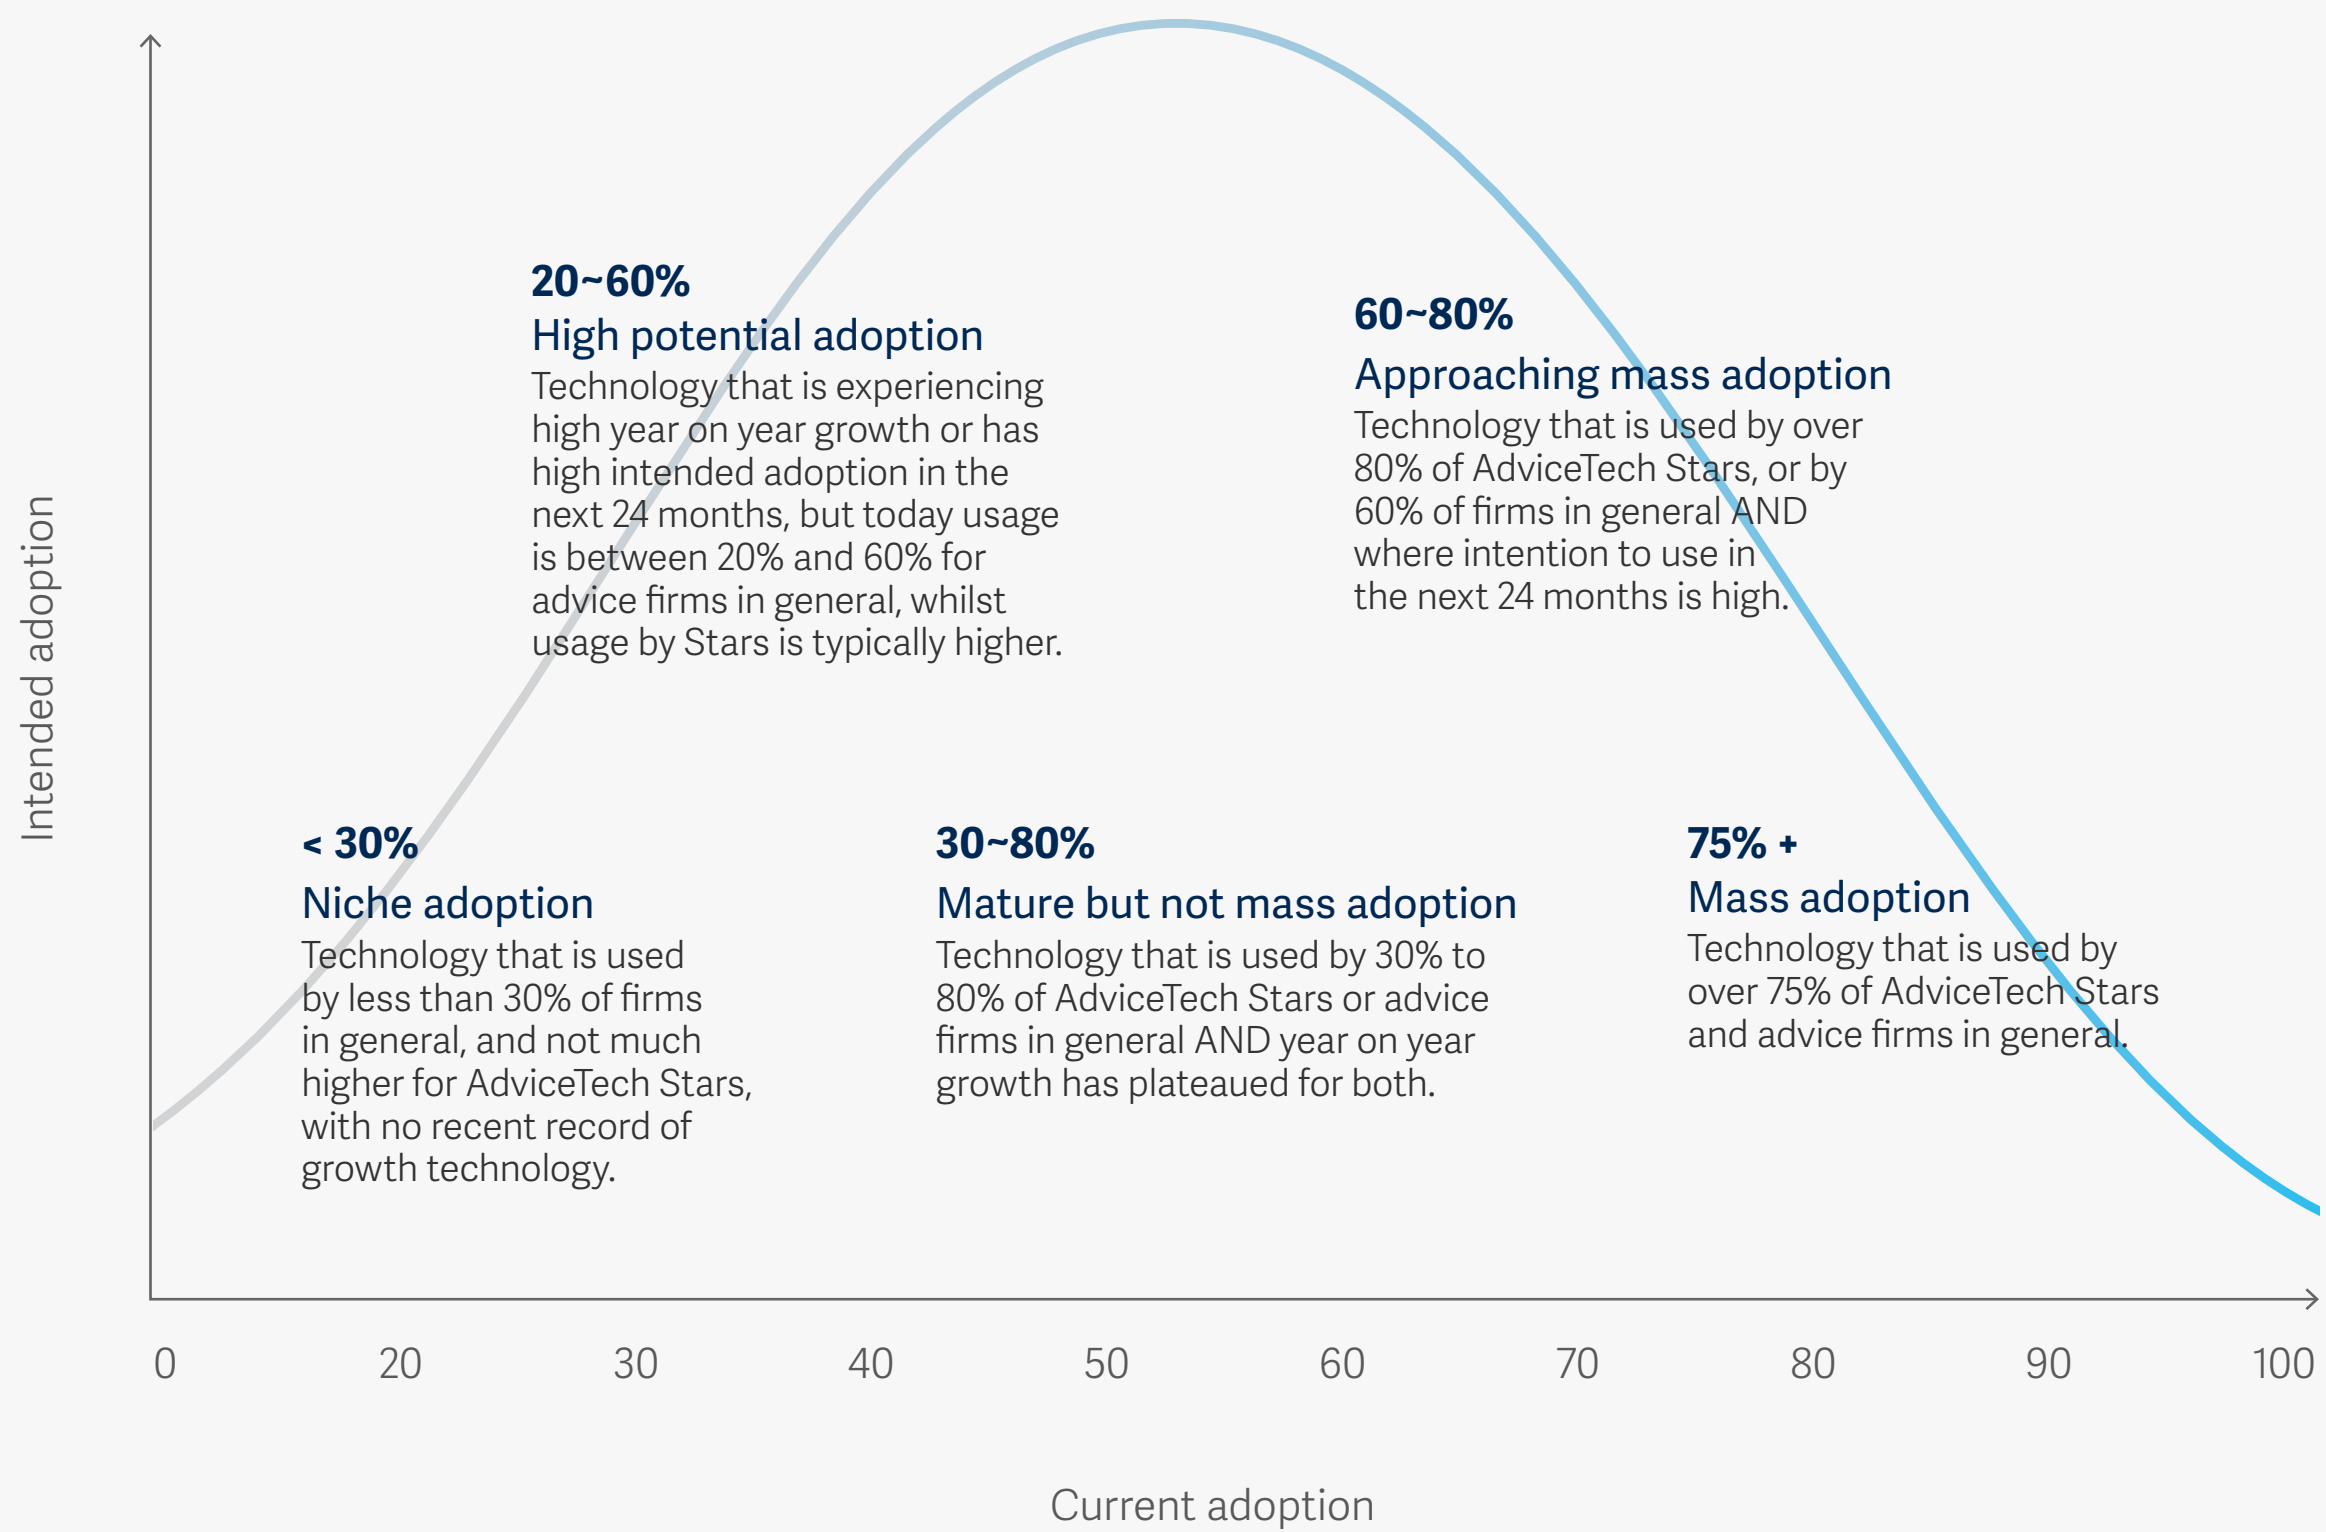 Intended adoption
20~60%
High potential adoption
Technology that is experiencing
high year on year growth or has
high intended adoption in the
next 24 months, but today usage
is between 20% and 60% for
advice firms in general, whilst
usage by Stars is typically higher.
60~80%
Approaching mass adoption
Technology that is used by over
80% of AdviceTech Stars, or by
60% of firms in general AND
where intention to use in
the next 24 months is high.
< 30%
Niche adoption
Technology that is used
by less than 30% of firms
in general, and not much
higher for AdviceTech Stars,
with no recent record of
growth technology.
30~80%
Mature but not mass adoption
Technology that is used by 30% to
80% of AdviceTech Stars or advice
firms in general AND year on year
growth has plateaued for both.
75% +
Mass adoption
Technology that is used by
over 75% of AdviceTech Stars
and advice firms in general.
0 20 30 40 50 60 70 80 90 100
Current adoption